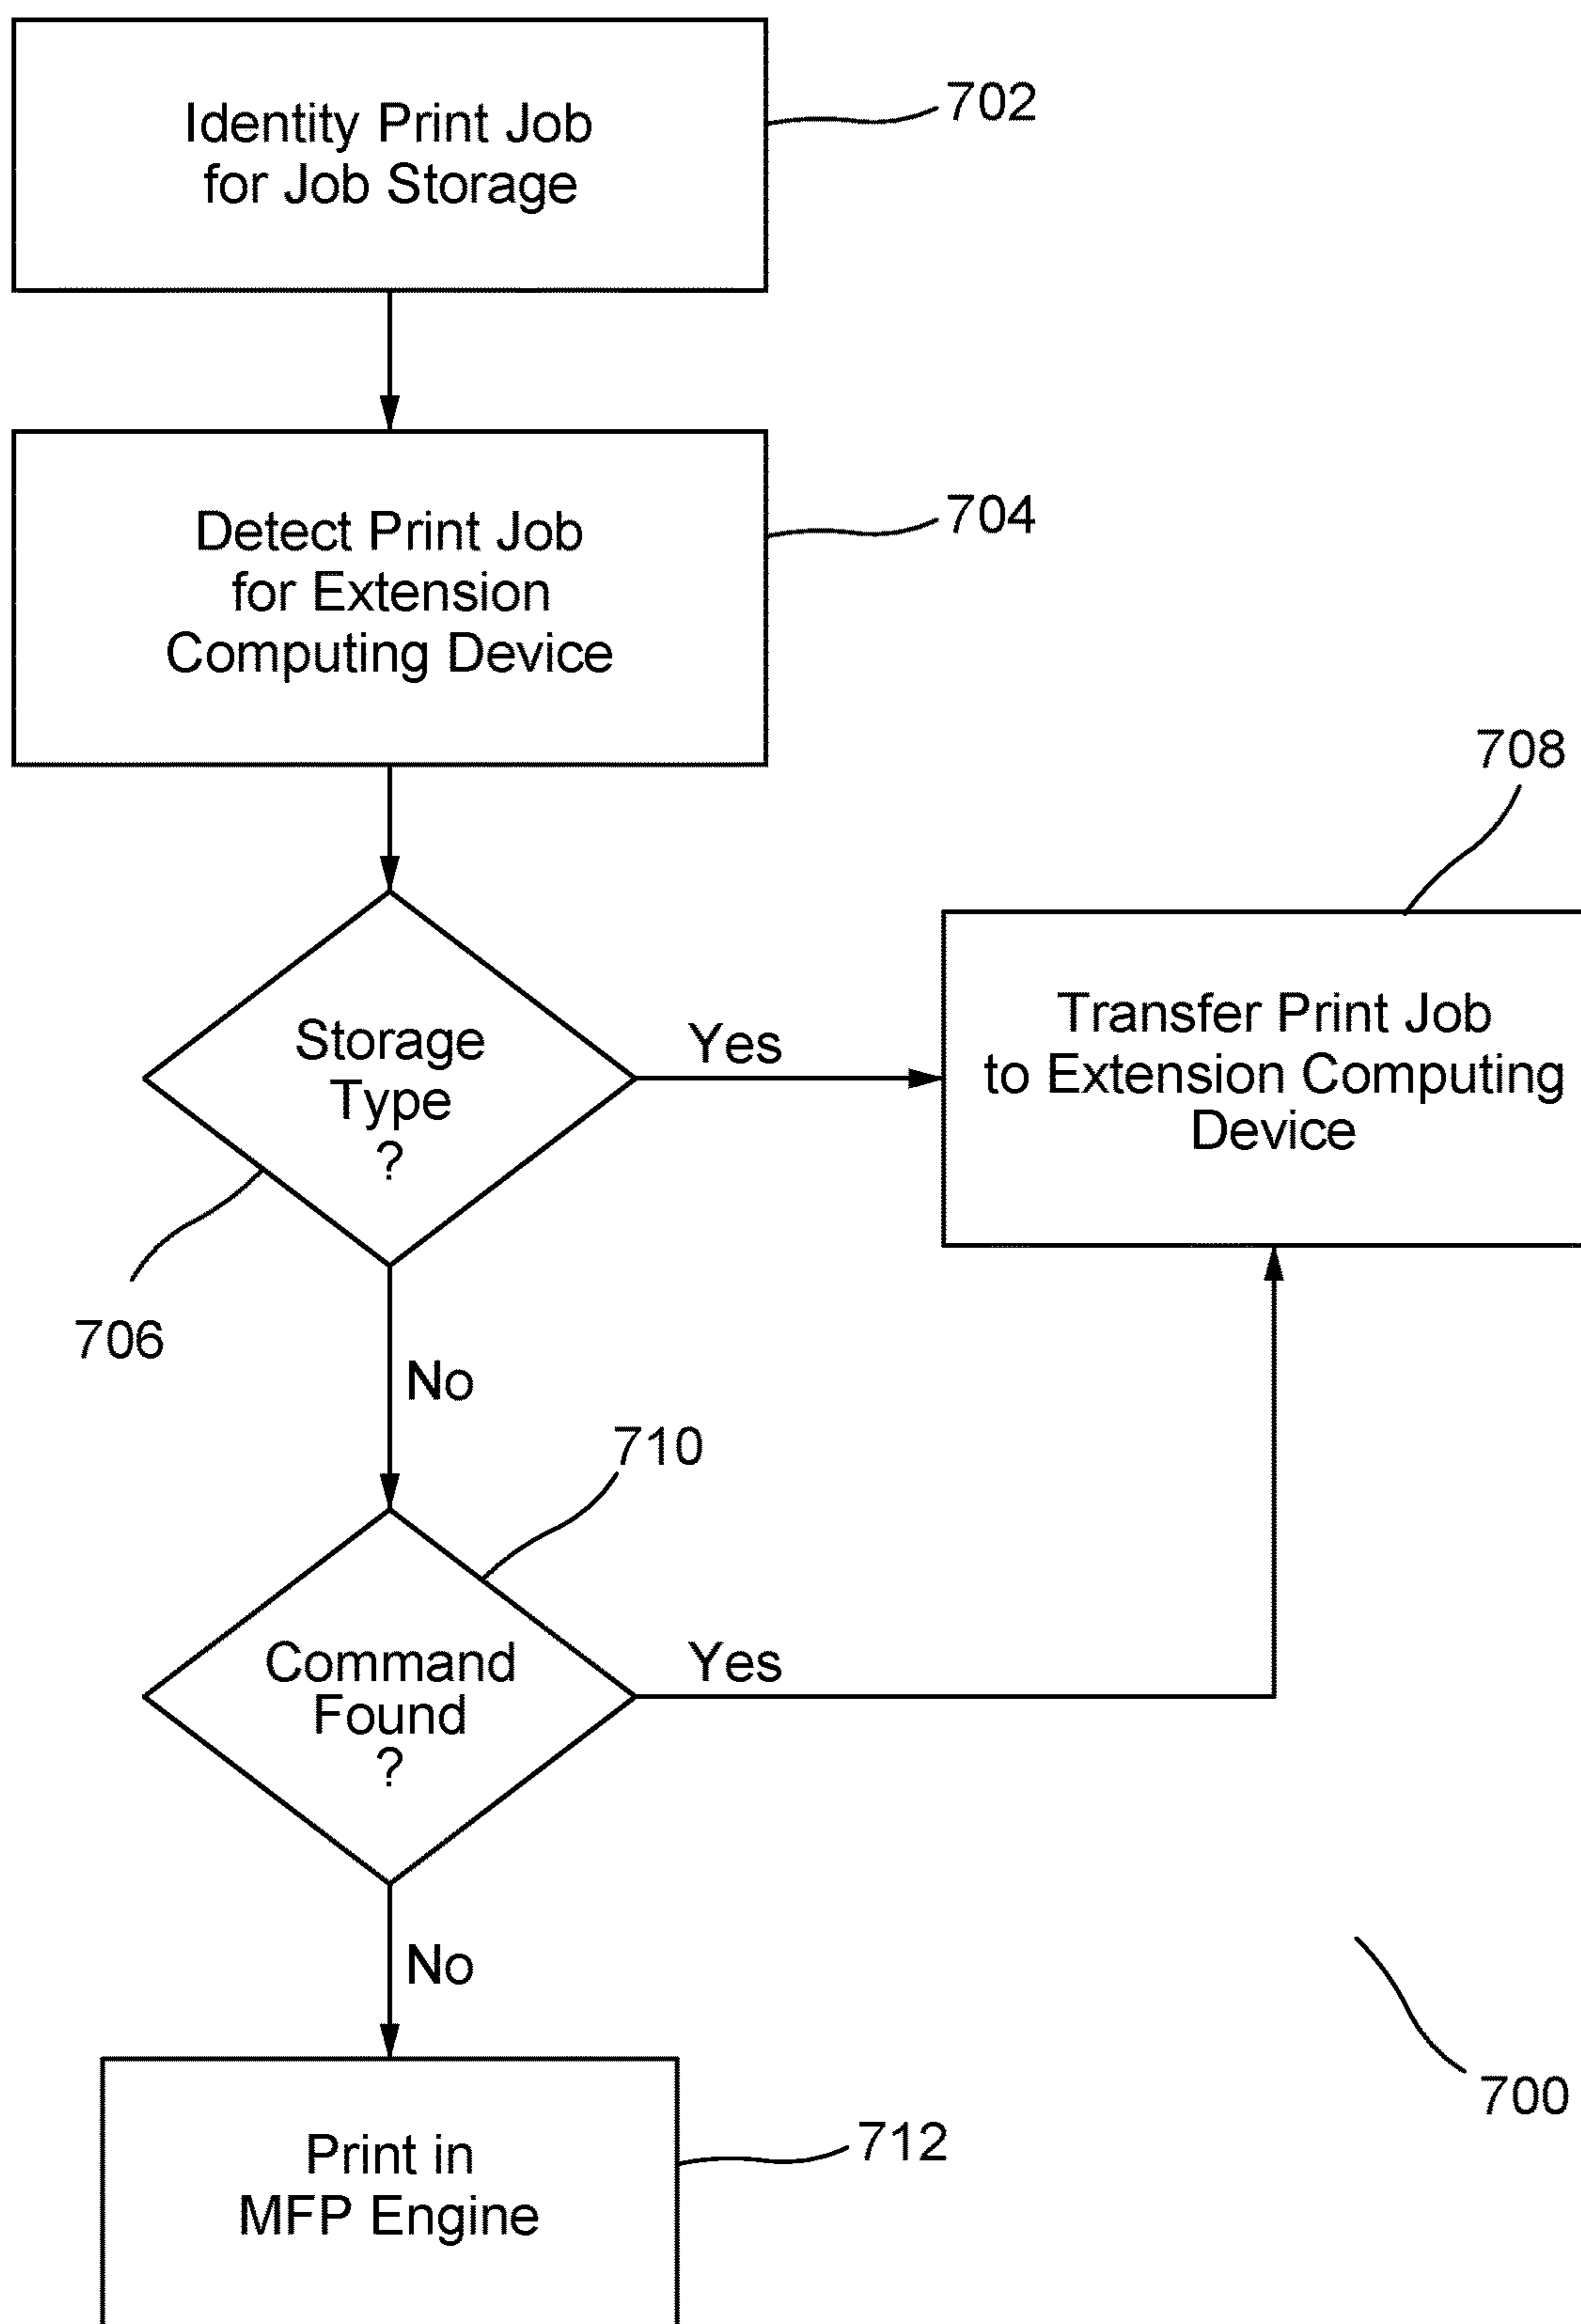 Identity Print Job
for Job Storage
702
Detect Print Job
for Extension
Computing Device
704
708
Storage
Type
?
Yes
Transfer Print Job
to Extension Computing
Device
706
No
710
Command
Found
?
Yes
No
700
Print in
MFP Engine
712